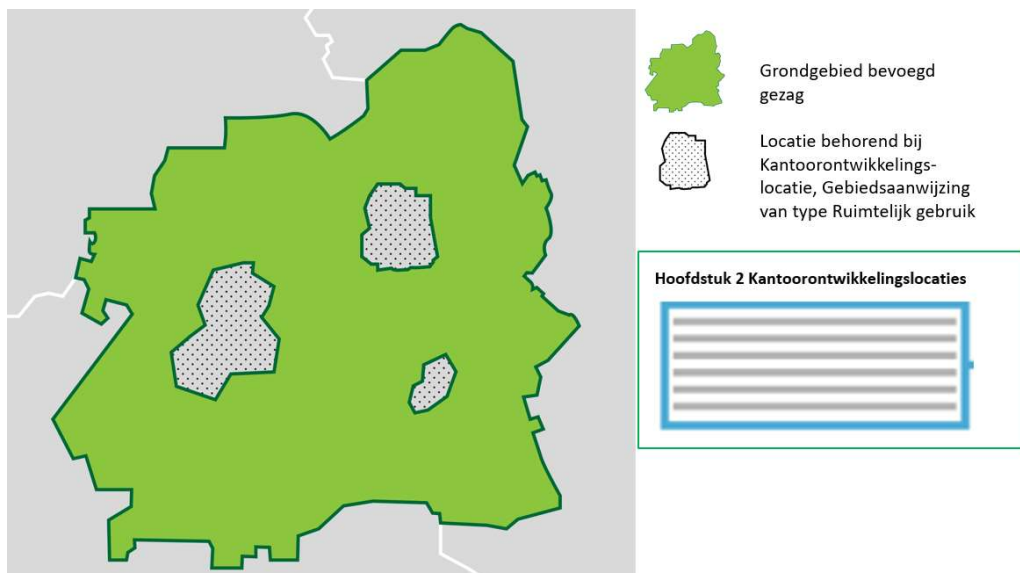 Grondgebied bevoegd
gezag
Locatie behorend bij
Kantoorontwikkelings-
locatie, Gebiedsaanwijzing
van type Ruimtelijk gebruik
Hoofdstuk 2 Kantoorontwikkelingslocaties